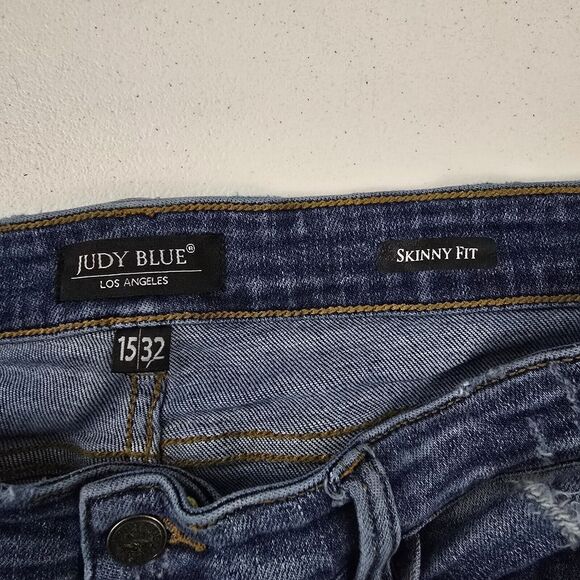 JUDY BLUE®
LOS ANGELES
SKINNY FIT
15|32